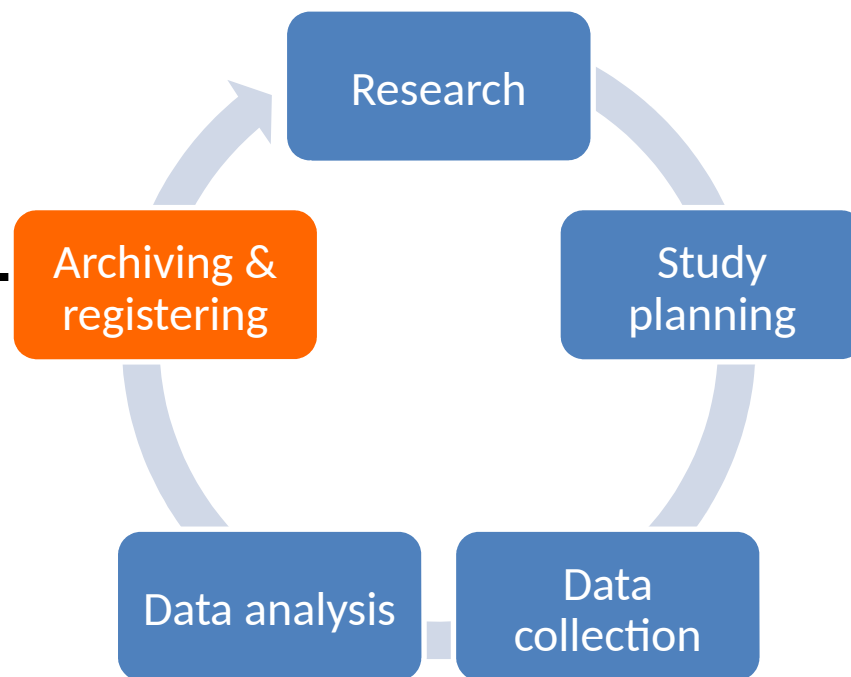 Research
Archiving &
registering
Study
planning
Data analysis
Data
collection